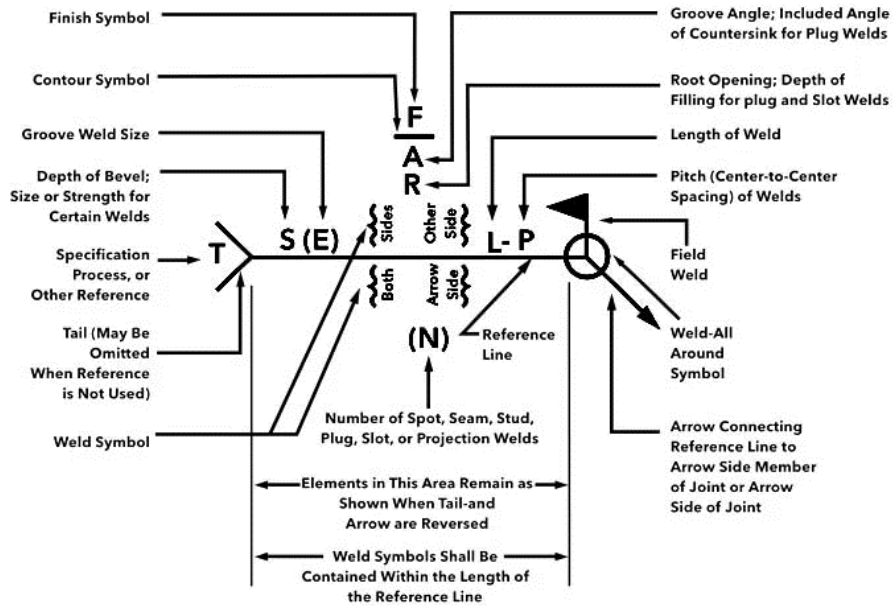 Finish Symbol
Contour Symbol
Groove Weld Size
Depth of Bevel;
Size or Strength for
Certain Welds
Specification
Process, or
Other Reference
Tail (May Be
Omitted
When Reference
is Not Used)
Weld Symbol
F
A
R
S (E)
T
Sides
Both
Other
Side
Arrow
Side
L- P
(N)
Reference
Line
Number of Spot, Seam, Stud,
Plug, Slot, or Projection Welds
Elements in This Area Remain as
Shown When Tail-and
Arrow are Reversed
Weld Symbols Shall Be
Contained Within the Length of
the Reference Line
Groove Angle; Included Angle
of Countersink for Plug Welds
Root Opening; Depth of
Filling for plug and Slot Welds
Length of Weld
Pitch (Center-to-Center
Spacing) of Welds
Field
Weld
Weld-All
Around
Symbol
Arrow Connecting
Reference Line to
Arrow Side Member
of Joint or Arrow
Side of Joint